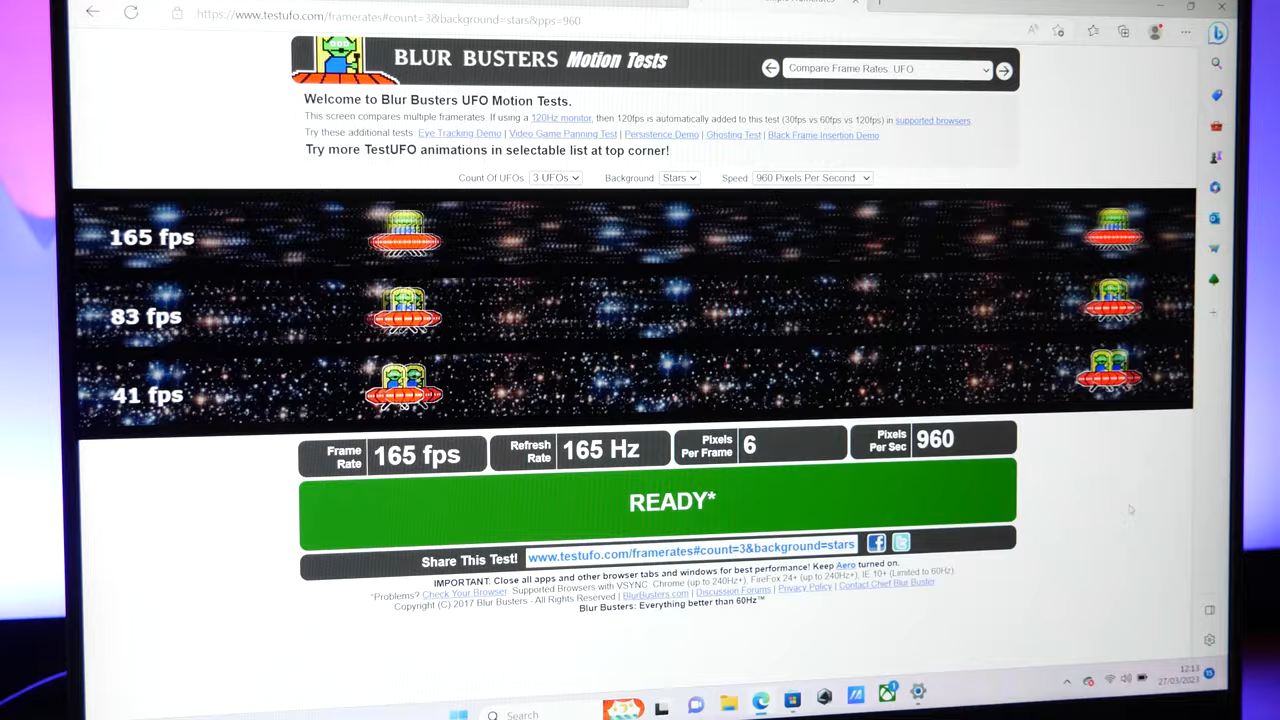 https://www.testufo.com/framerates#count=3&background=stars&pps=960
BLUR BUSTERS Motion Tests
Compare Frame Rates: UFO
Welcome to Blur Busters UFO Motion Tests.
This screen compares multiple framerates. If using a 120Hz monitor, then 120fps is automatically added to this test (30fps vs 60fps vs 120fps) in supported browsers.
Try these additional tests: Eye Tracking Demo | Video Game Panning Test | Persistence Demo | Ghosting Test | Black Frame Insertion Demo
Try more TestUFO animations in selectable list at top corner!
Count Of UFOs: 3 UFOs Background: Stars Speed: 960 Pixels Per Second
165 fps
83 fps
41 fps
Frame Rate 165 fps Refresh Rate 165 Hz Pixels Per Frame 6 Pixels Per Sec 960
READY*
Share This Test! www.testufo.com/framerates#count=3&background=stars
IMPORTANT: Close all apps and other browser tabs and windows for best performance! Keep Aero turned on.
*Problems? Check Your Browser. Supported Browsers with VSYNC: Chrome (up to 240Hz+), FireFox 24+ (up to 240Hz+), IE 10+ (Limited to 60Hz)
Copyright (C) 2017 Blur Busters - All Rights Reserved | BlurBusters.com | Discussion Forums | Privacy Policy | Contact Chief Blur Buster
Blur Busters: Everything better than 60Hz™
Search
12:13
27/03/2023
15